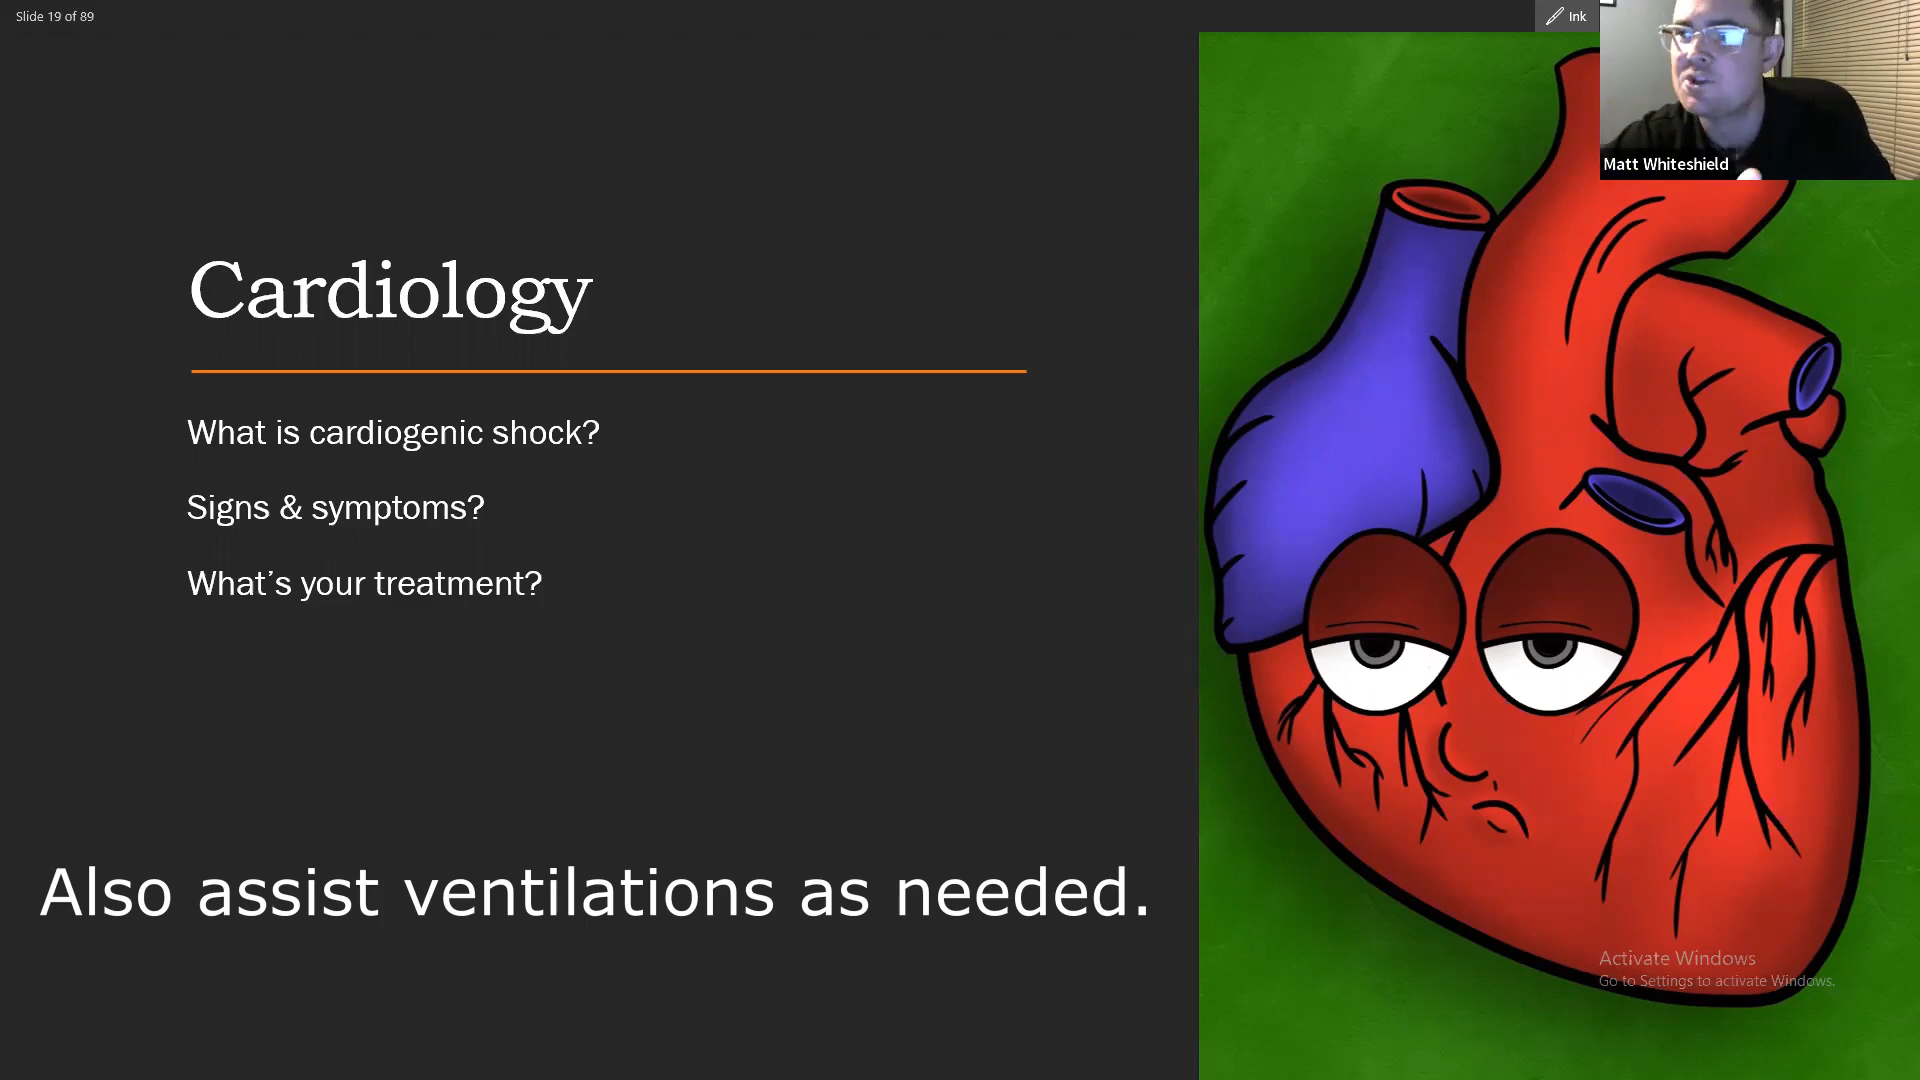 Slide 19 of 89
Ink
Matt Whiteshield
Cardiology
What is cardiogenic shock?
Signs & symptoms?
What’s your treatment?
Also assist ventilations as needed.
Activate Windows
Go to Settings to activate Windows.